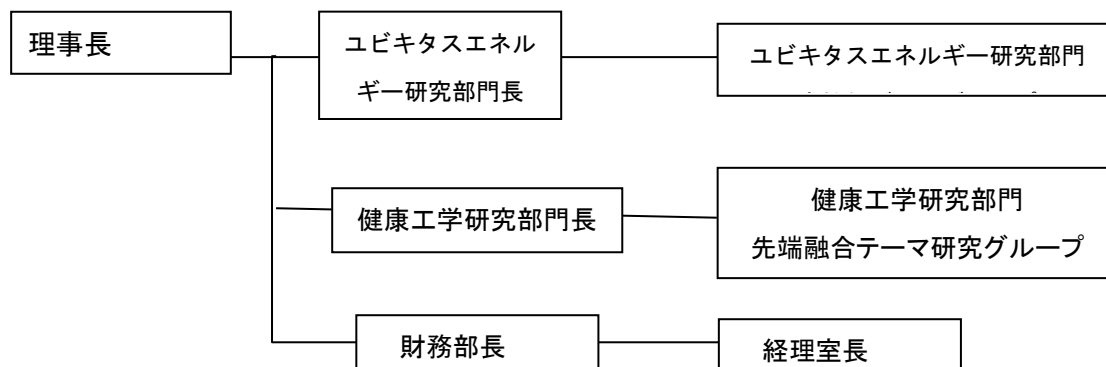 理事長
ユビキタスエネル
ギー研究部門長
ユビキタスエネルギー研究部門
健康工学研究部門長
健康工学研究部門
先端融合テーマ研究グループ
財務部長
経理室長